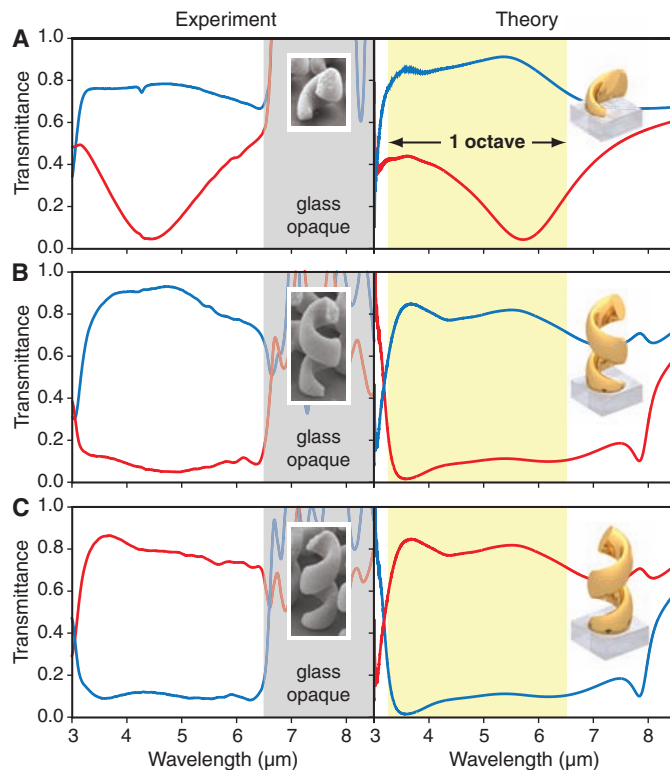 Experiment Theory
A
Transmittance
1.0
0.8
0.6
0.4
0.2
0.0
glass
opaque
1 octave
B
Transmittance
1.0
0.8
0.6
0.4
0.2
0.0
glass
opaque
C
Transmittance
1.0
0.8
0.6
0.4
0.2
0.0
glass
opaque
3 4 5 6 7 8 3 4 5 6 7 8
Wavelength (μm) Wavelength (μm)